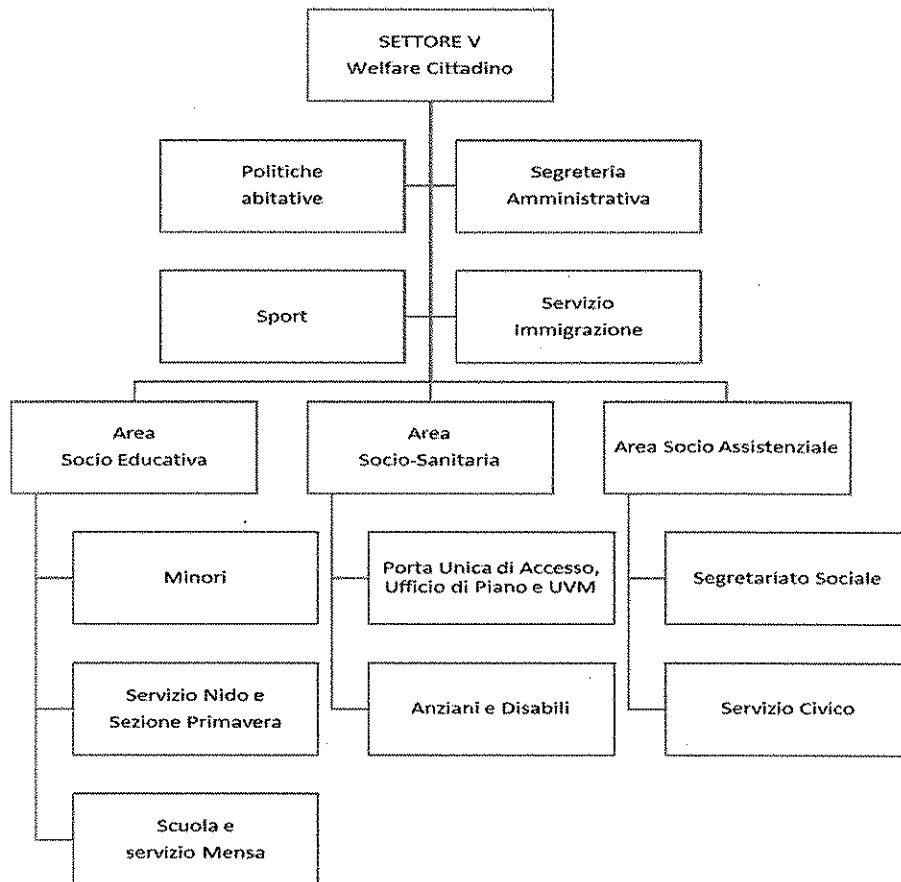 SETTORE V
Welfare Cittadino
Politiche
abitative
Segreteria
Amministrativa
Sport
Servizio
Immigrazione
Area
Socio Educativa
Area
Socio-Sanitaria
Area Socio Assistenziale
Minori
Porta Unica di Accesso,
Ufficio di Piano e UVM
Segretariato Sociale
Servizio Nido e
Sezione Primavera
Anziani e Disabili
Servizio Civico
Scuola e
servizio Mensa